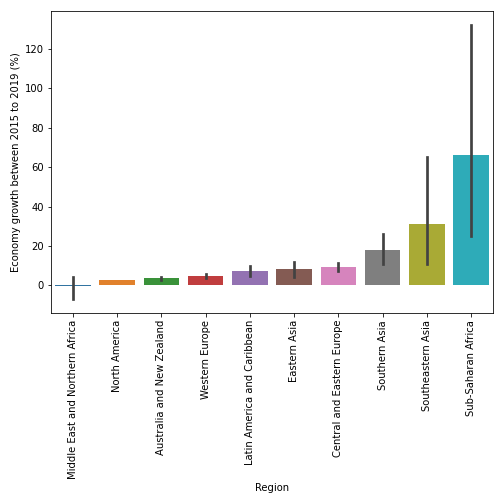 Economy growth between 2015 to 2019 (%)
120
100
80
60
40
20
0
Middle East and Northern Africa
North America
Australia and New Zealand
Western Europe
Latin America and Caribbean
Eastern Asia
Central and Eastern Europe
Southern Asia
Southeastern Asia
Sub-Saharan Africa
Region